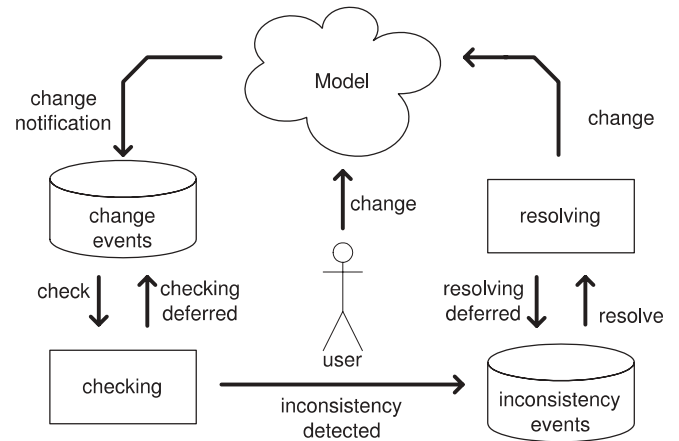 Model
change
notification
change
change
events
change
resolving
check
checking
deferred
resolving
deferred
resolve
user
checking
inconsistency
detected
inconsistency
events